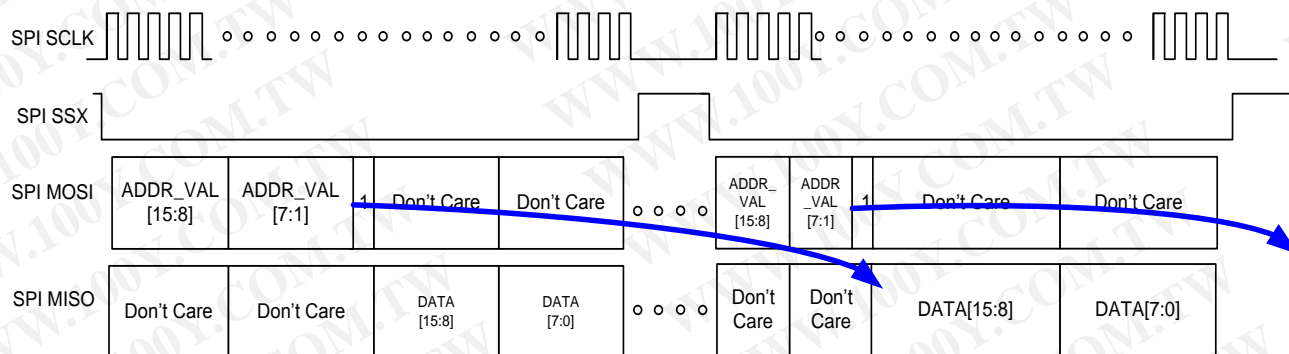 SPI SCLK
SPI SSX
SPI MOSI
ADDR_VAL
[15:8]
ADDR_VAL
[7:1]
1
Don't Care
Don't Care
ADDR_
VAL
[15:8]
ADDR
_VAL
[7:1]
1
Don't Care
Don't Care
SPI MISO
Don't Care
Don't Care
DATA
[15:8]
DATA
[7:0]
Don't
Care
Don't
Care
DATA[15:8]
DATA[7:0]
WWW.100Y.COM.TW